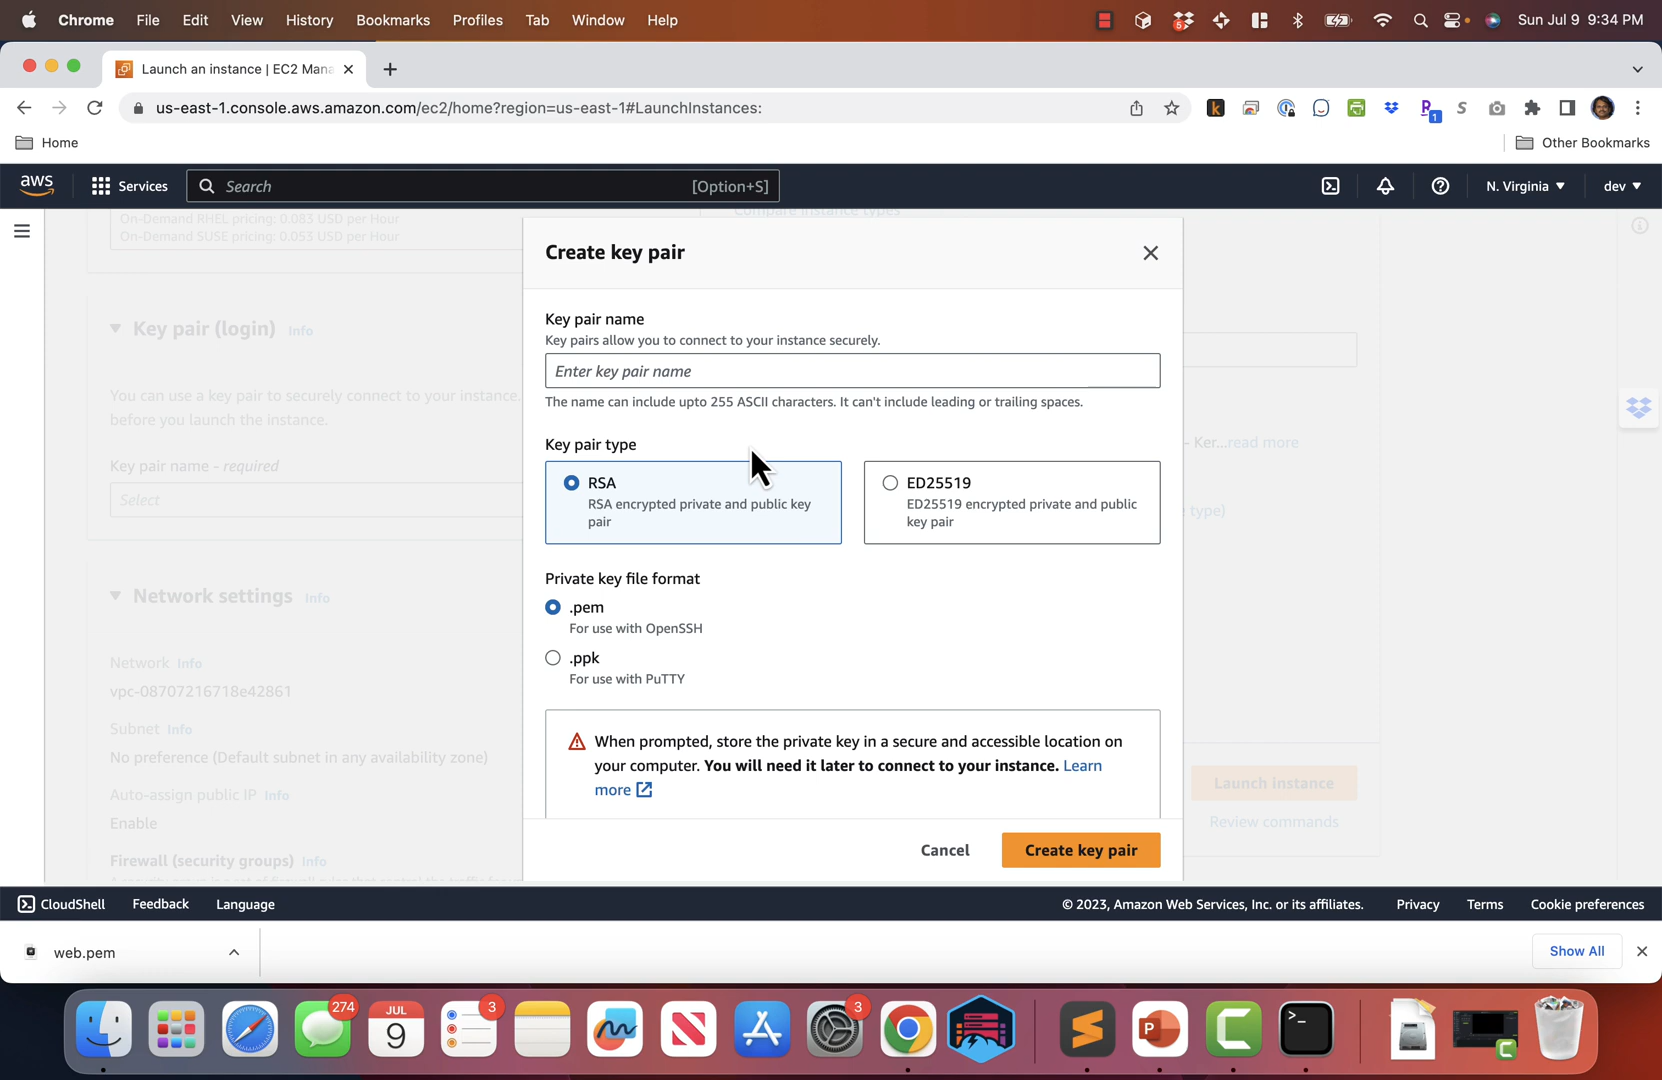 Chrome File Edit View History Bookmarks Profiles Tab Window Help
5
Sun Jul 9 9:34 PM
Launch an instance | EC2 Mana
us-east-1.console.aws.amazon.com/ec2/home?region=us-east-1#LaunchInstances:
1
Home
Other Bookmarks
aws
Services
Search
[Option+S]
N. Virginia
dev
On-Demand RHEL pricing: 0.083 USD per Hour
On-Demand SUSE pricing: 0.053 USD per Hour
Compare instance types
Key pair (login) Info
You can use a key pair to securely connect to your instance.
before you launch the instance.
Key pair name - required
Select
Network settings Info
Network Info
vpc-08707216718e42861
Subnet Info
No preference (Default subnet in any availability zone)
Auto-assign public IP Info
Enable
Firewall (security groups) Info
Create key pair
Key pair name
Key pairs allow you to connect to your instance securely.
Enter key pair name
The name can include upto 255 ASCII characters. It can't include leading or trailing spaces.
Key pair type
RSA
RSA encrypted private and public key
pair
ED25519
ED25519 encrypted private and public
key pair
Private key file format
.pem
For use with OpenSSH
.ppk
For use with PuTTY
When prompted, store the private key in a secure and accessible location on
your computer. You will need it later to connect to your instance. Learn
more
Cancel
Create key pair
- Ker...read more
type)
Launch instance
Review commands
CloudShell Feedback Language
© 2023, Amazon Web Services, Inc. or its affiliates. Privacy Terms Cookie preferences
web.pem
Show All
274
JUL
9
3
3
P
C
>_
C